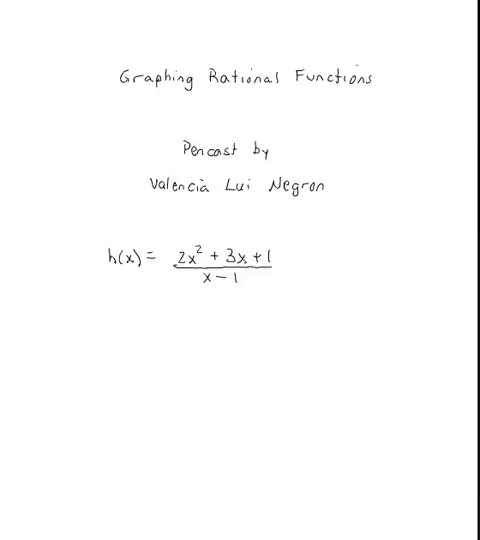 Graphing Rational Functions
Pencast by
Valencia Lui Negron
h(x) = 2x² + 3x + 1
x - 1